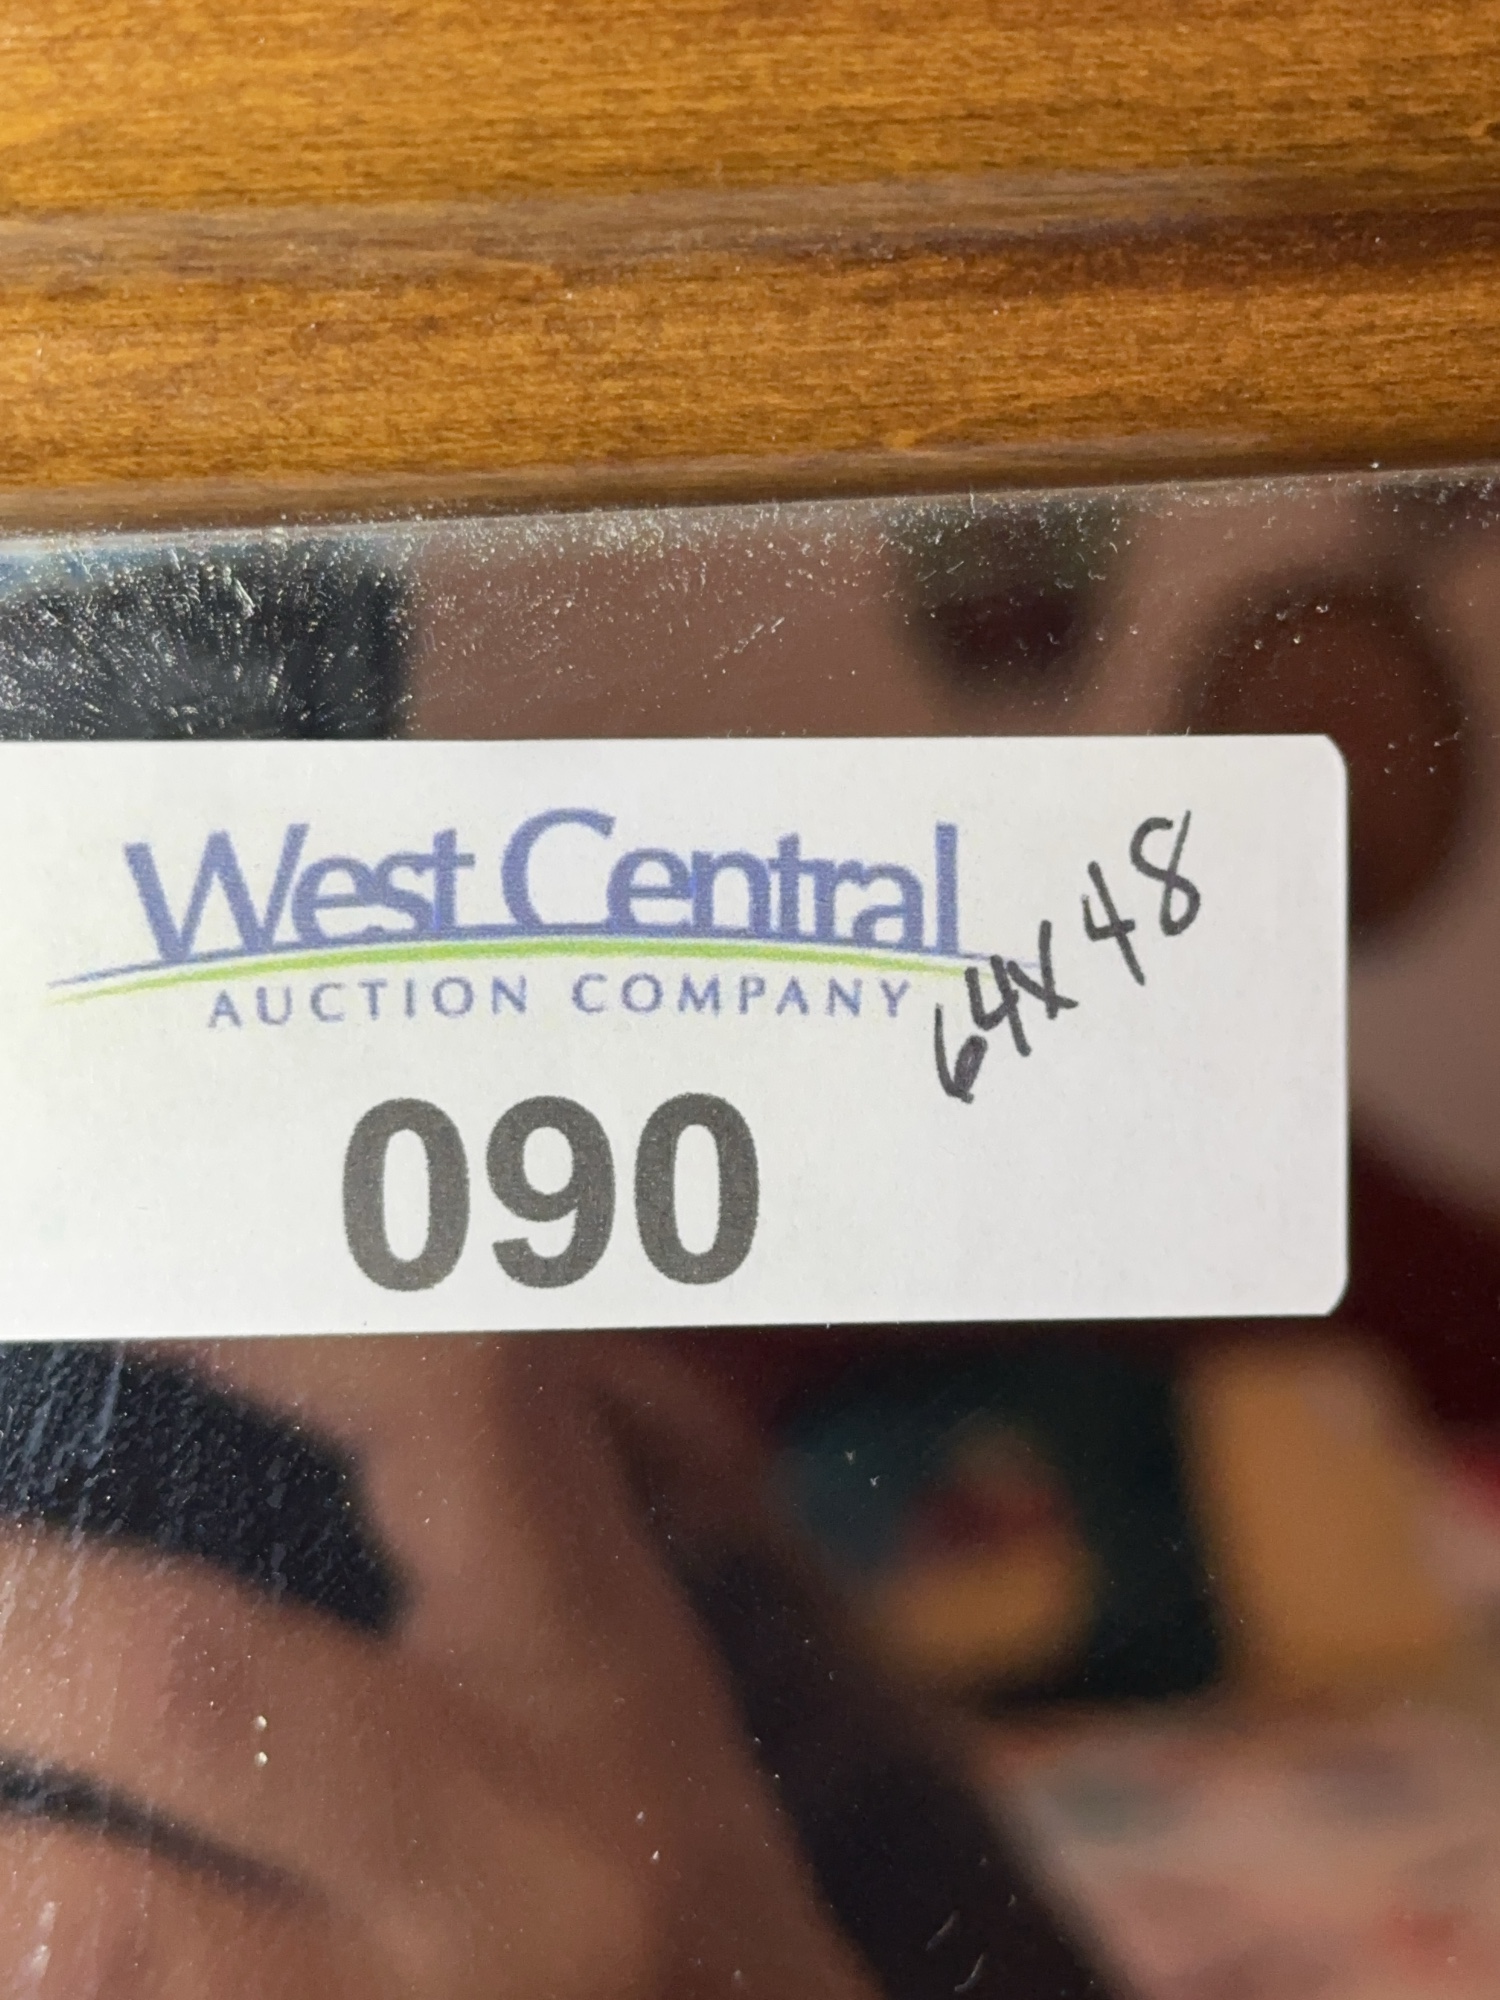 West Central
AUCTION COMPANY
64x48
090